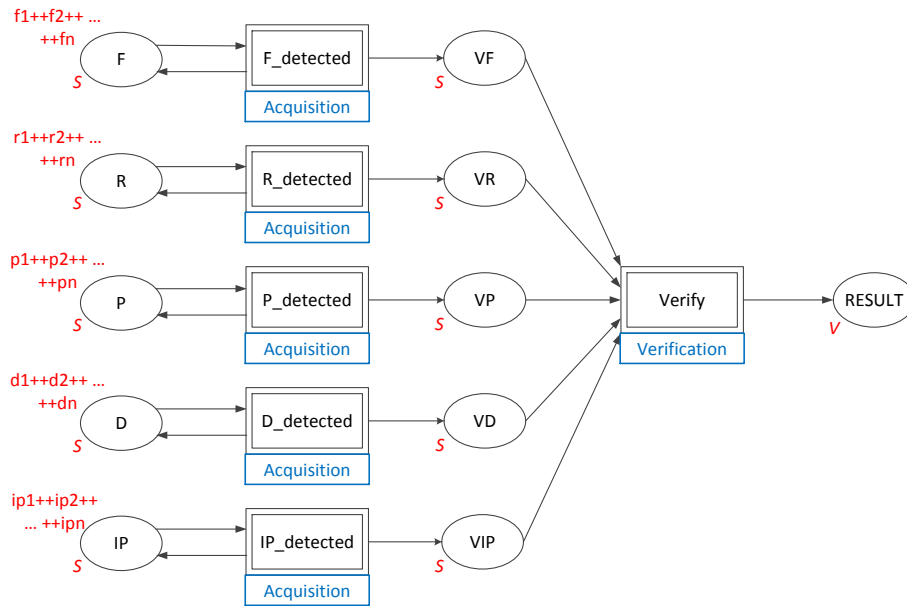 f1++f2++ ...
++fn
F
S
F_detected
Acquisition
VF
S
r1++r2++ ...
++rn
R
S
R_detected
Acquisition
VR
S
p1++p2++ ...
++pn
P
S
P_detected
Acquisition
VP
S
Verify
Verification
RESULT
V
d1++d2++ ...
++dn
D
S
D_detected
Acquisition
VD
S
ip1++ip2++
... ++ipn
IP
S
IP_detected
Acquisition
VIP
S